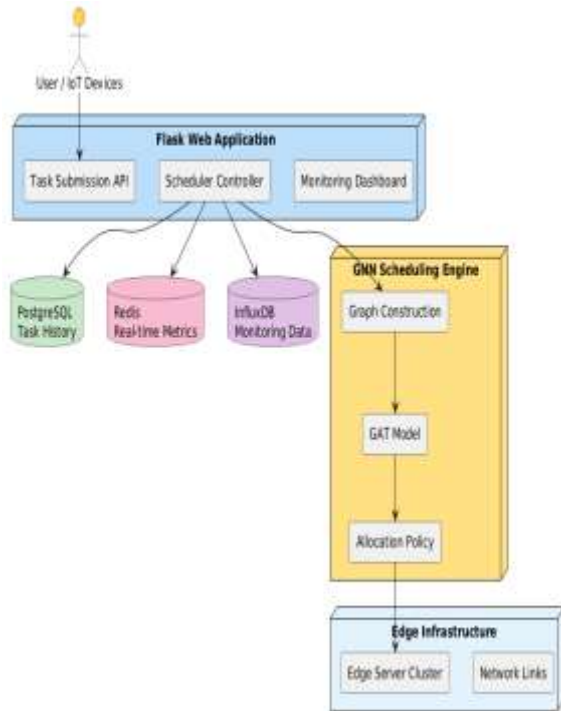 User / IoT Devices
Flask Web Application
Task Submission API
Scheduler Controller
Monitoring Dashboard
PostgreSQL
Task History
Redis
Real-time Metrics
InfluxDB
Monitoring Data
GNN Scheduling Engine
Graph Construction
GAT Model
Allocation Policy
Edge Infrastructure
Edge Server Cluster
Network Links